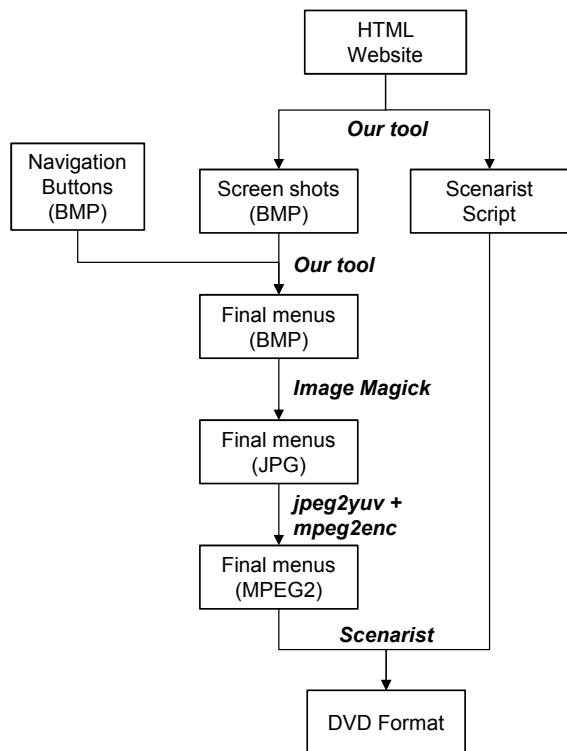 HTML
Website
Our tool
Navigation
Buttons
(BMP)
Screen shots
(BMP)
Scenarist
Script
Our tool
Final menus
(BMP)
Image Magick
Final menus
(JPG)
jpeg2yuv +
mpeg2enc
Final menus
(MPEG2)
Scenarist
DVD Format